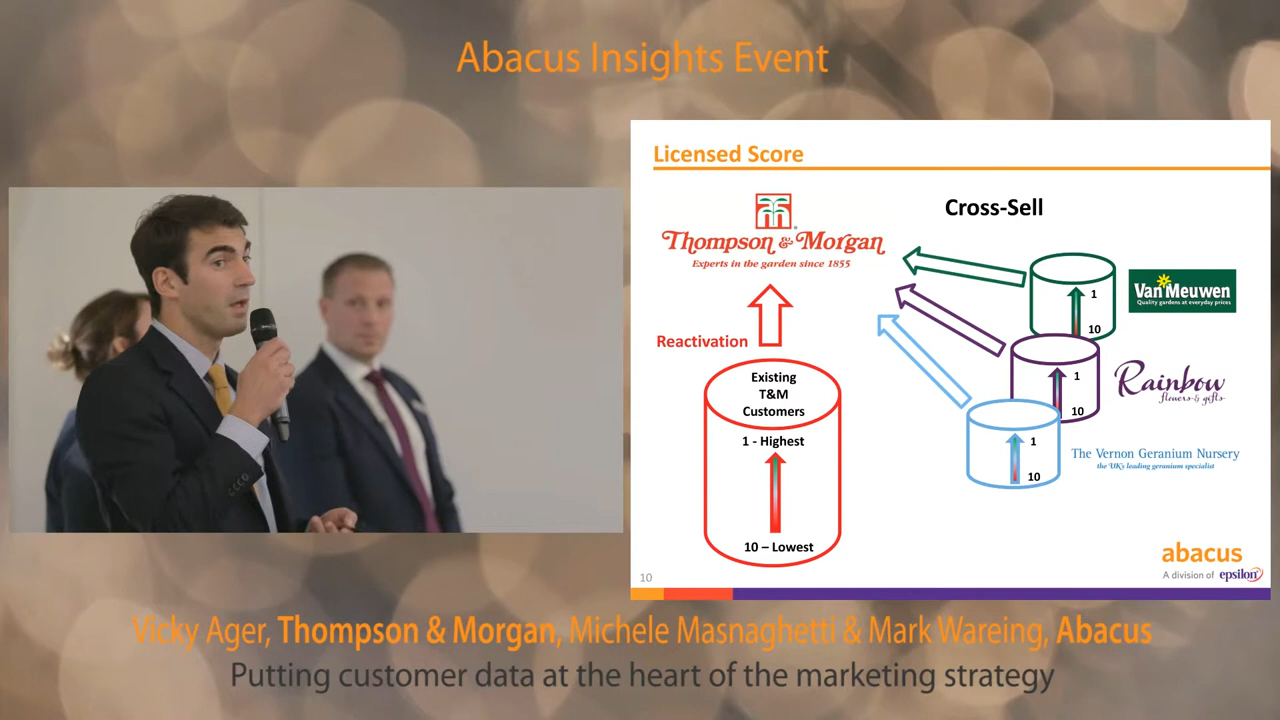 Abacus Insights Event
Licensed Score
Thompson & Morgan
Experts in the garden since 1855
Cross-Sell
Reactivation
Existing
T&M
Customers
1 - Highest
10 – Lowest
1
10
Van Meuwen
Quality gardens at everyday prices
1
10
Rainbow
flowers & gifts
1
10
The Vernon Geranium Nursery
the UK's leading geranium specialist
abacus
A division of epsilon
10
Vicky Ager, Thompson & Morgan, Michele Masnaghetti & Mark Wareing, Abacus
Putting customer data at the heart of the marketing strategy